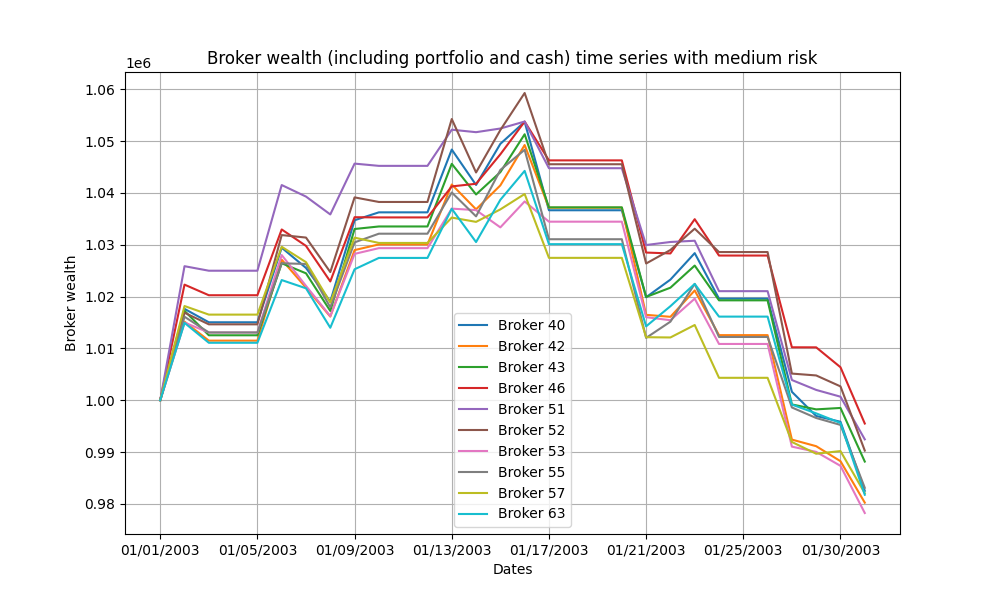 Broker wealth (including portfolio and cash) time series with medium risk
1e6
1.06
1.05
1.04
1.03
1.02
1.01
1.00
0.99
0.98
Broker wealth
Broker 40
Broker 42
Broker 43
Broker 46
Broker 51
Broker 52
Broker 53
Broker 55
Broker 57
Broker 63
01/01/2003 01/05/2003 01/09/2003 01/13/2003 01/17/2003 01/21/2003 01/25/2003 01/30/2003
Dates